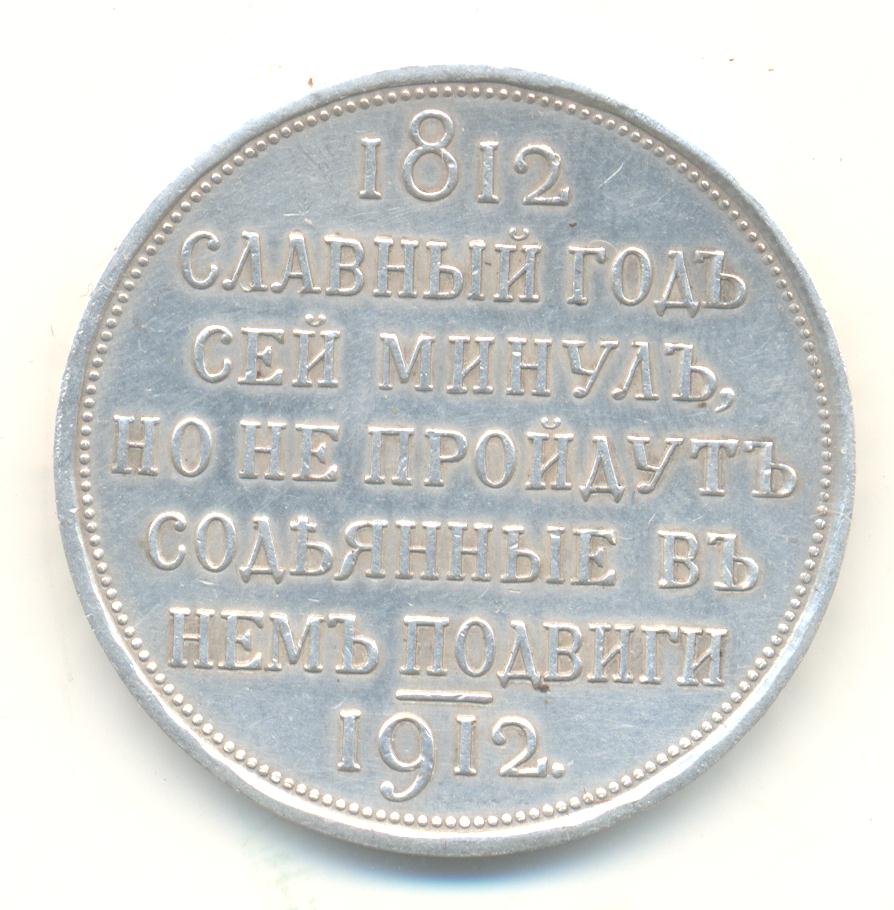 1812
СЛАВНЫЙ ГОДЪ
СЕЙ МИНУЛЪ,
НО НЕ ПРОЙДУТЪ
СОДѢЯННЫЕ ВЪ
НЕМЪ ПОДВИГИ
1912.